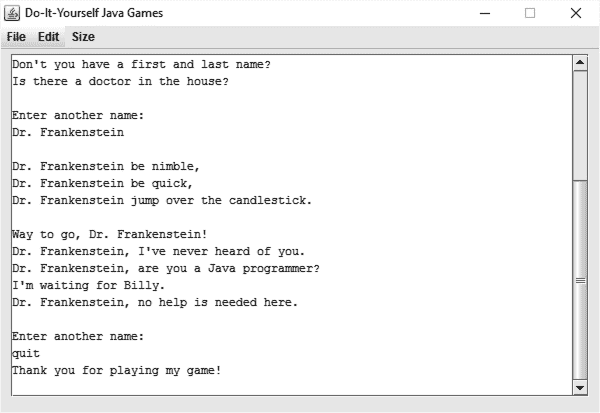 Do-It-Yourself Java Games
File Edit Size
Don't you have a first and last name?
Is there a doctor in the house?
Enter another name:
Dr. Frankenstein
Dr. Frankenstein be nimble,
Dr. Frankenstein be quick,
Dr. Frankenstein jump over the candlestick.
Way to go, Dr. Frankenstein!
Dr. Frankenstein, I've never heard of you.
Dr. Frankenstein, are you a Java programmer?
I'm waiting for Billy.
Dr. Frankenstein, no help is needed here.
Enter another name:
quit
Thank you for playing my game!